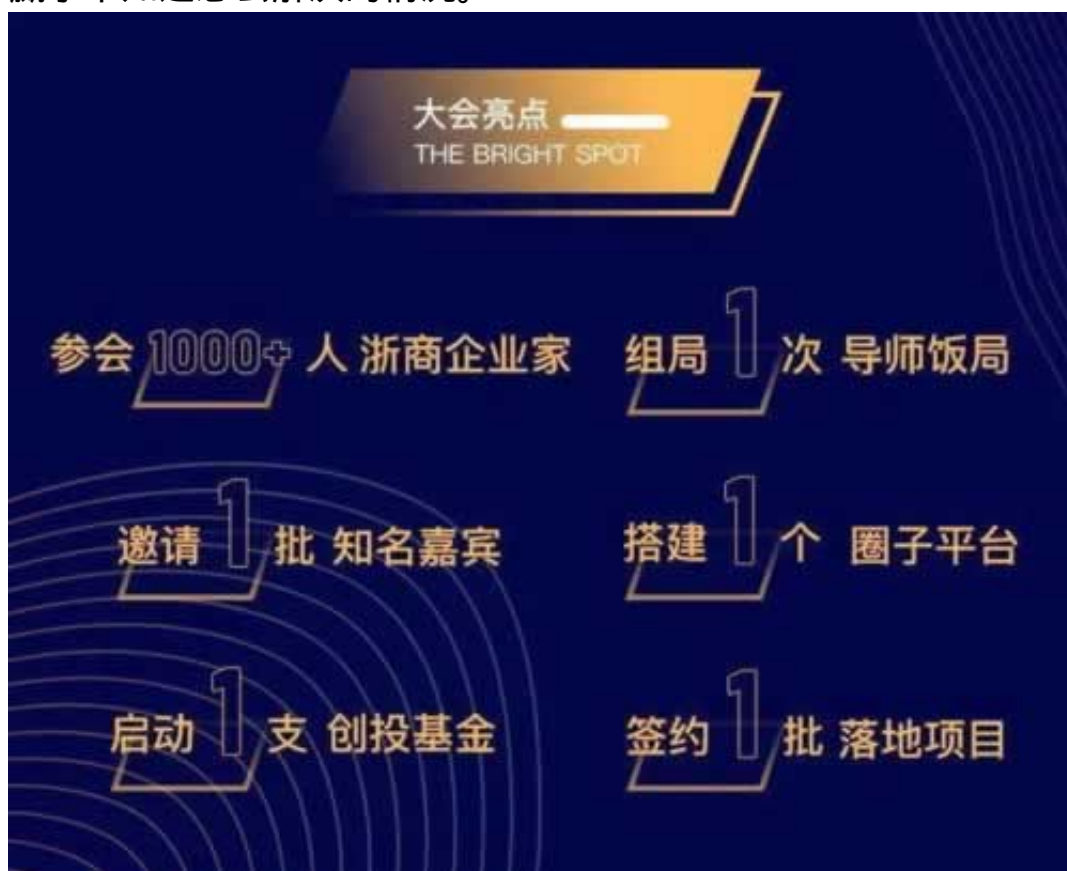 大会亮点
THE BRIGHT SPOT
参会 1000+ 人 浙商企业家
组局 1 次 导师饭局
邀请 1 批 知名嘉宾
搭建 1 个 圈子平台
启动 1 支 创投基金
签约 1 批 落地项目